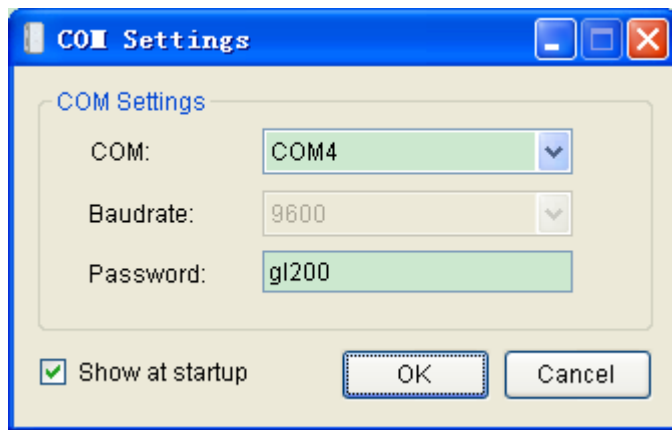 COM Settings
COM Settings
COM: COM4
Baudrate: 9600
Password: gl200
Show at startup OK Cancel